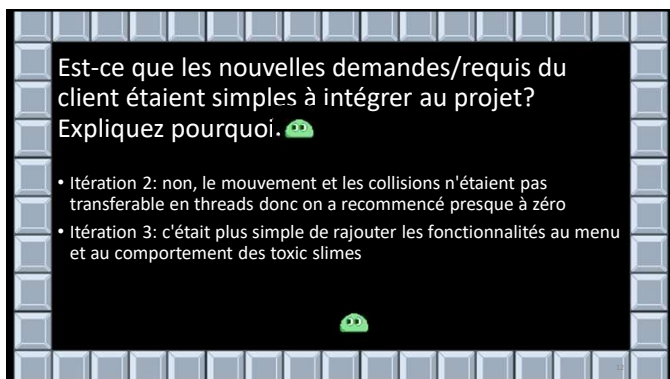 Est-ce que les nouvelles demandes/requis du
client étaient simples à intégrer au projet?
Expliquez pourquoi.
• Itération 2: non, le mouvement et les collisions n'étaient pas
transferable en threads donc on a recommencé presque à zéro
• Itération 3: c'était plus simple de rajouter les fonctionnalités au menu
et au comportement des toxic slimes
12